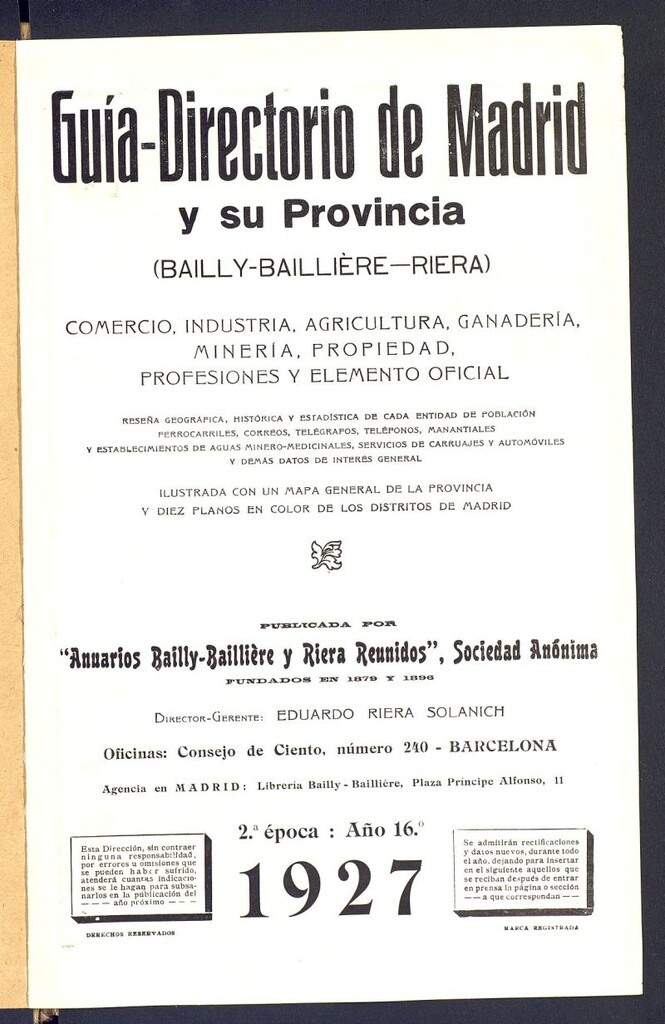 Guía-Directorio de Madrid
y su Provincia
(BAILLY-BAILLIÈRE—RIERA)
COMERCIO, INDUSTRIA, AGRICULTURA, GANADERÍA,
MINERÍA, PROPIEDAD,
PROFESIONES Y ELEMENTO OFICIAL
RESEÑA GEOGRÁFICA, HISTÓRICA Y ESTADÍSTICA DE CADA ENTIDAD DE POBLACIÓN
FERROCARRILES, CORREOS, TELÉGRAFOS, TELÉFONOS, MANANTIALES
Y ESTABLECIMIENTOS DE AGUAS MINERO-MEDICINALES, SERVICIOS DE CARRUAJES Y AUTOMÓVILES
Y DEMÁS DATOS DE INTERÉS GENERAL
ILUSTRADA CON UN MAPA GENERAL DE LA PROVINCIA
Y DIEZ PLANOS EN COLOR DE LOS DISTRITOS DE MADRID
PUBLICADA POR
"Anuarios Bailly-Baillière y Riera Reunidos", Sociedad Anónima
FUNDADOS EN 1879 Y 1896
DIRECTOR-GERENTE: EDUARDO RIERA SOLANICH
Oficinas: Consejo de Ciento, número 240 - BARCELONA
Agencia en MADRID: Librería Bailly-Baillière, Plaza Príncipe Alfonso, 11
2.ª época : Año 16.º
1927
Esta Dirección, sin contraer
ninguna responsabilidad,
por errores u omisiones que
se pueden haber sufrido,
atenderá cuantas indicacio-
nes se le hagan para subsa-
narlos en la publicación del
— — — año próximo — — —
DERECHOS RESERVADOS
Se admitirán rectificaciones
y datos nuevos, durante todo
el año, dejando para insertar
en el siguiente aquellos que
se reciban después de entrar
en prensa la página o sección
— — a que correspondan — —
MARCA REGISTRADA